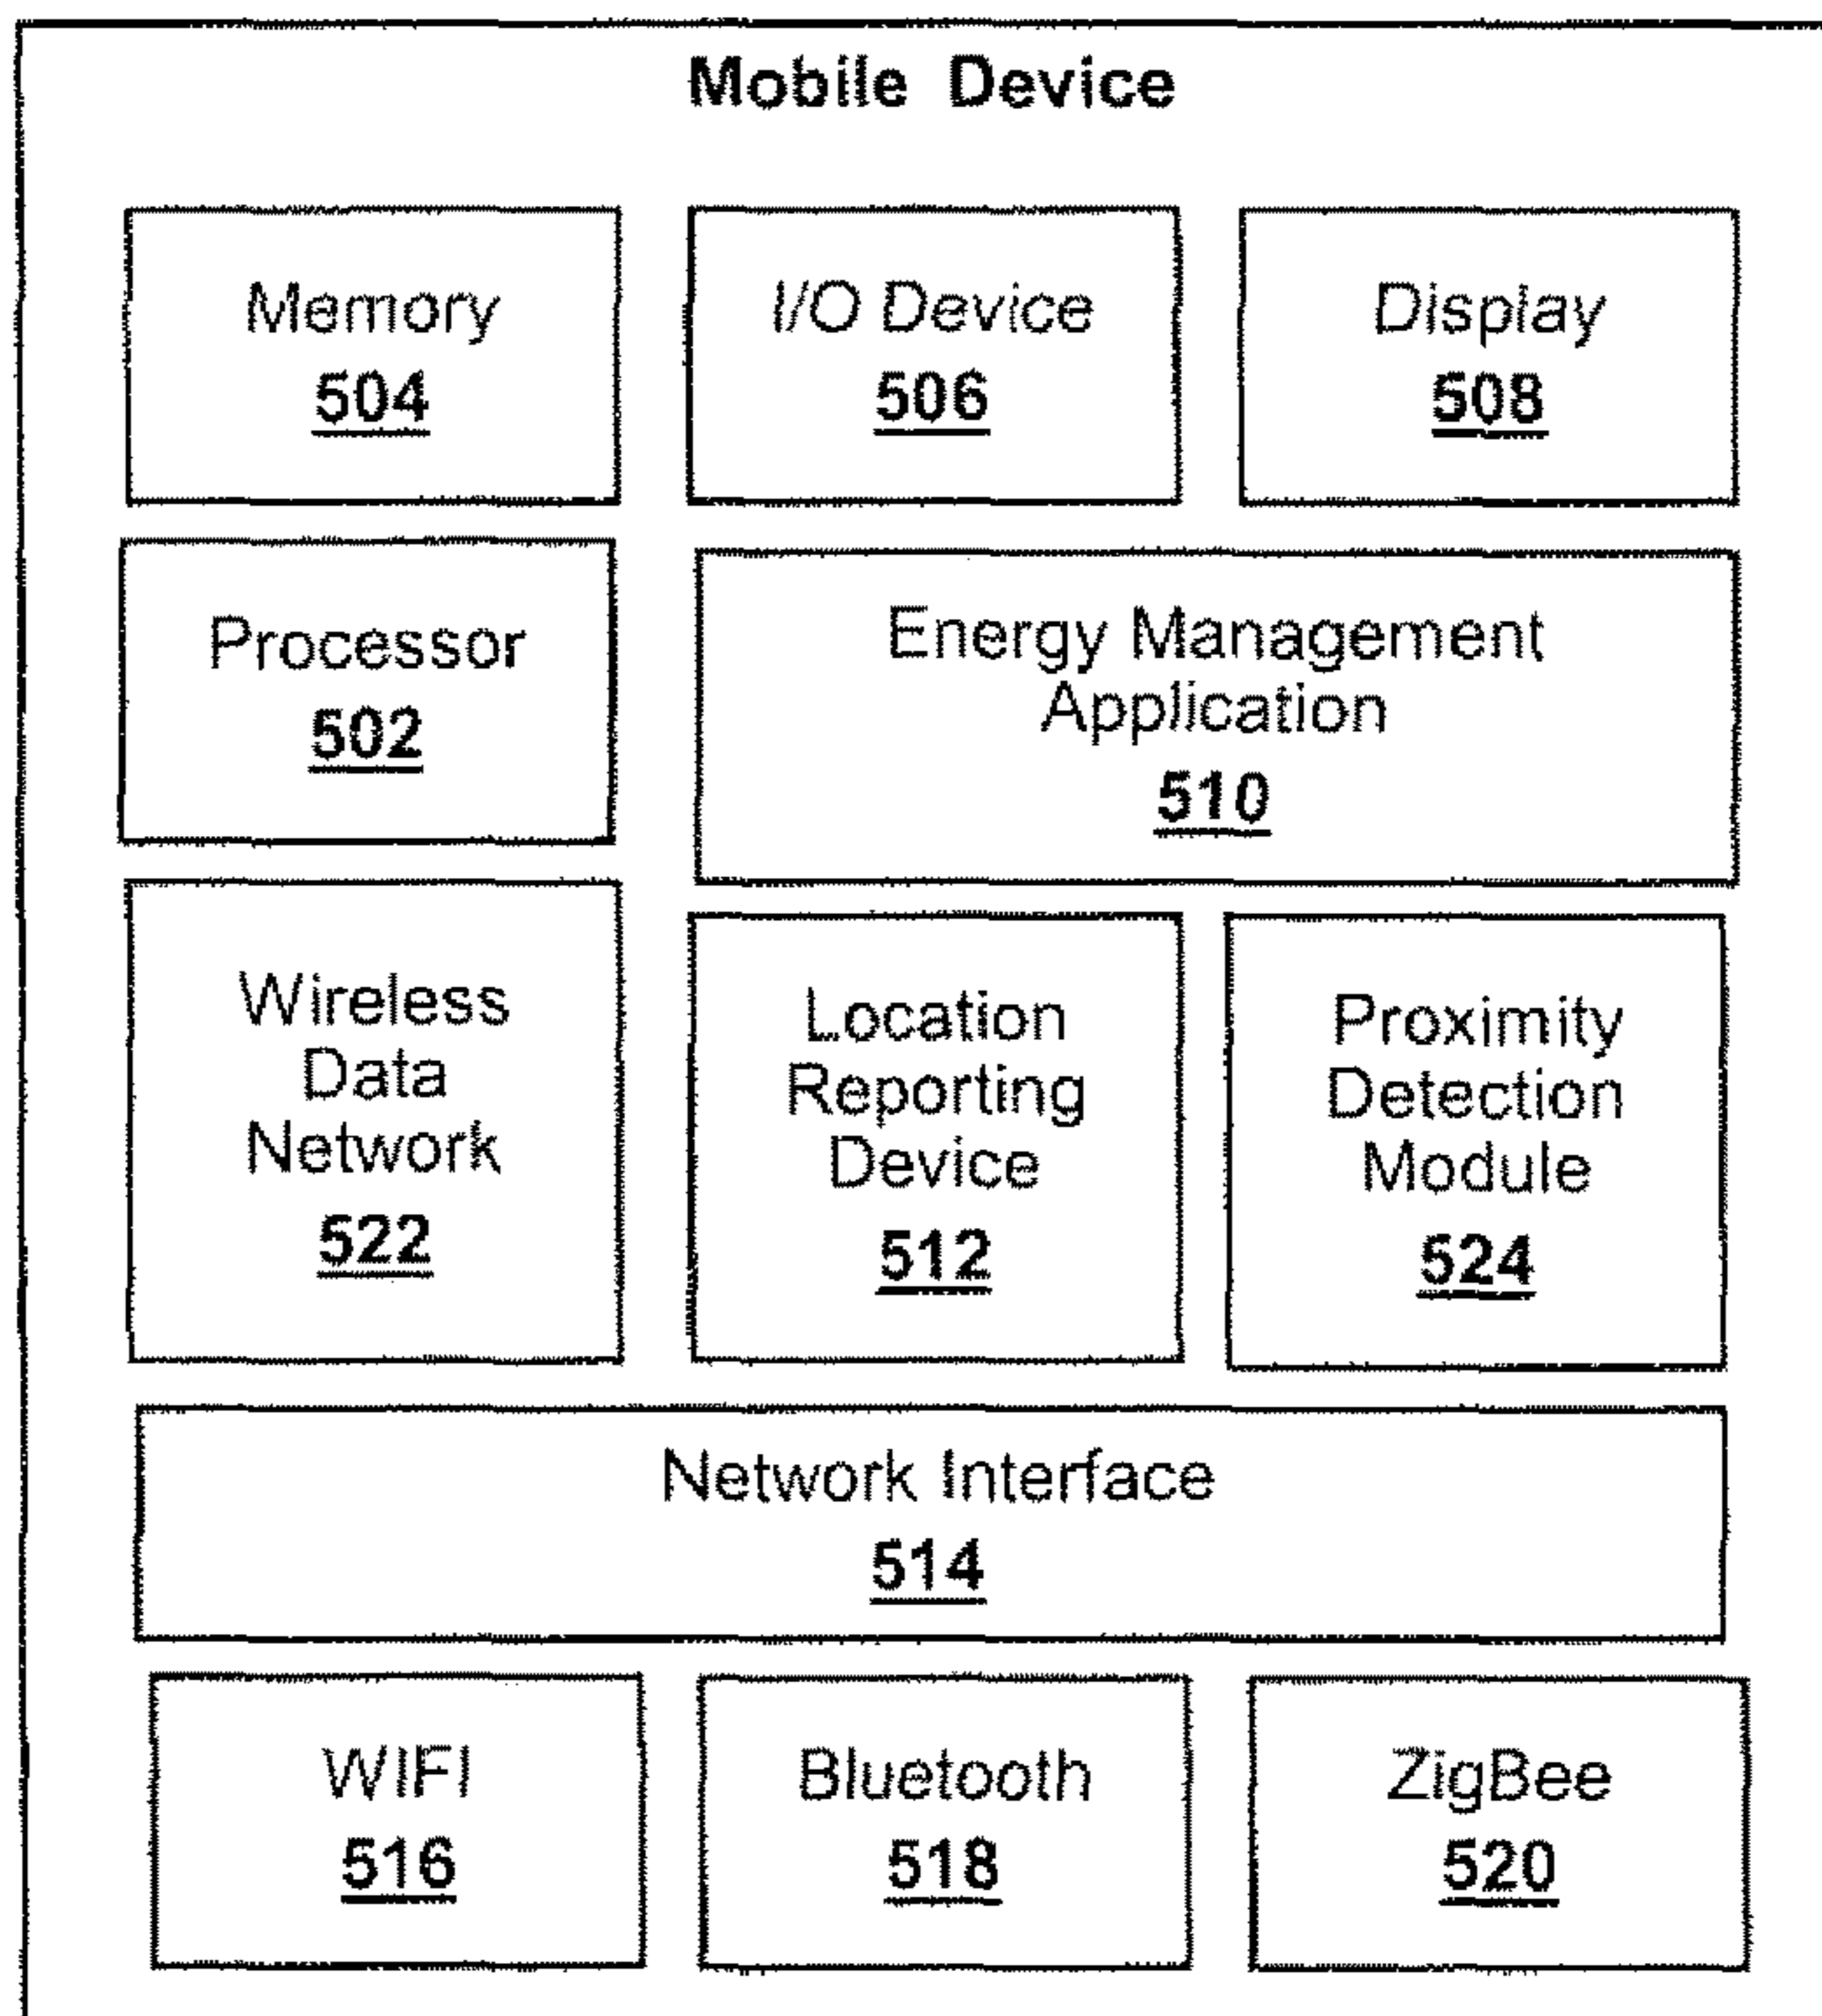 Mobile Device
Memory
504
I/O Device
506
Display
508
Processor
502
Energy Management
Application
510
Wireless
Data
Network
522
Location
Reporting
Device
512
Proximity
Detection
Module
524
Network Interface
514
WIFI
516
Bluetooth
518
ZigBee
520